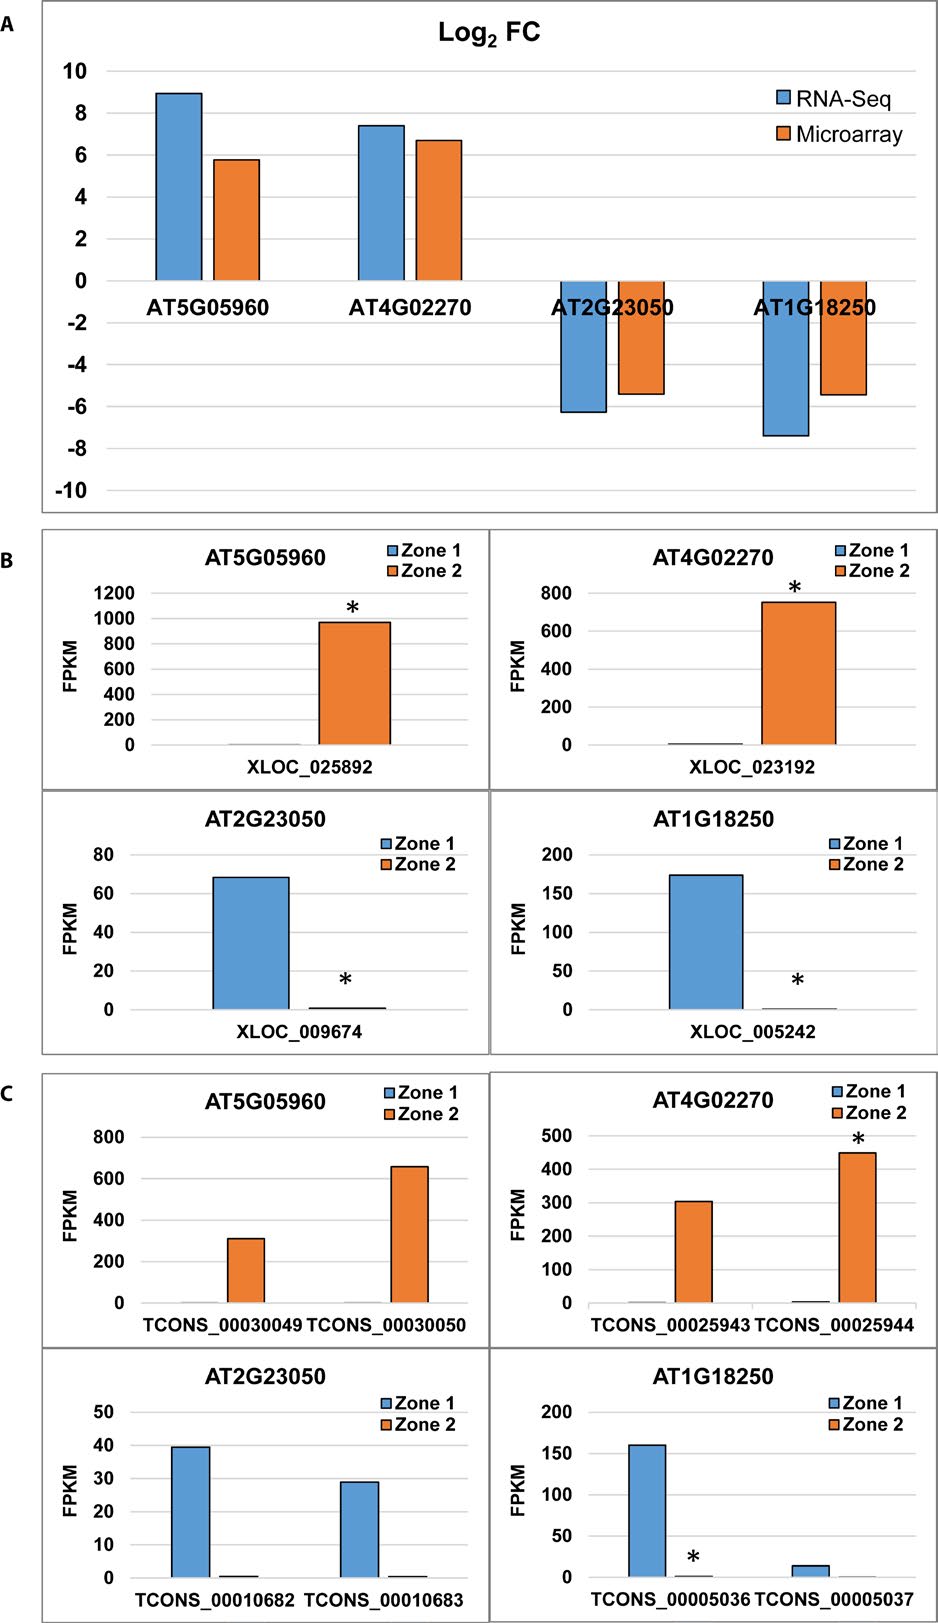 A
Log2 FC
10
8
6
4
2
0
-2
-4
-6
-8
-10
RNA-Seq
Microarray
AT5G05960 AT4G02270 AT2G23050 AT1G18250
B
AT5G05960
Zone 1
Zone 2
FPKM
1200
1000
800
600
400
200
0
*
XLOC_025892
AT4G02270
Zone 1
Zone 2
FPKM
800
600
400
200
0
*
XLOC_023192
AT2G23050
Zone 1
Zone 2
FPKM
80
60
40
20
0
*
XLOC_009674
AT1G18250
Zone 1
Zone 2
FPKM
200
150
100
50
0
*
XLOC_005242
C
AT5G05960
Zone 1
Zone 2
FPKM
800
600
400
200
0
TCONS_00030049 TCONS_00030050
AT4G02270
Zone 1
Zone 2
FPKM
500
400
300
200
100
0
*
TCONS_00025943 TCONS_00025944
AT2G23050
Zone 1
Zone 2
FPKM
50
40
30
20
10
0
TCONS_00010682 TCONS_00010683
AT1G18250
Zone 1
Zone 2
FPKM
200
150
100
50
0
*
TCONS_00005036 TCONS_00005037